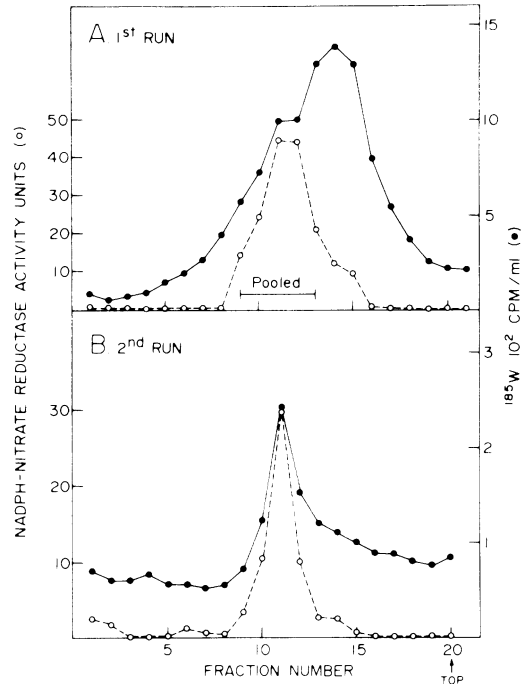 A 1st RUN
15
10
5
50
40
30
20
10
Pooled
B 2nd RUN
3
2
1
30
20
10
5
10
15
20
FRACTION NUMBER
↑
TOP
NADPH-NITRATE REDUCTASE ACTIVITY UNITS (o)
185W 10² CPM/ml (●)